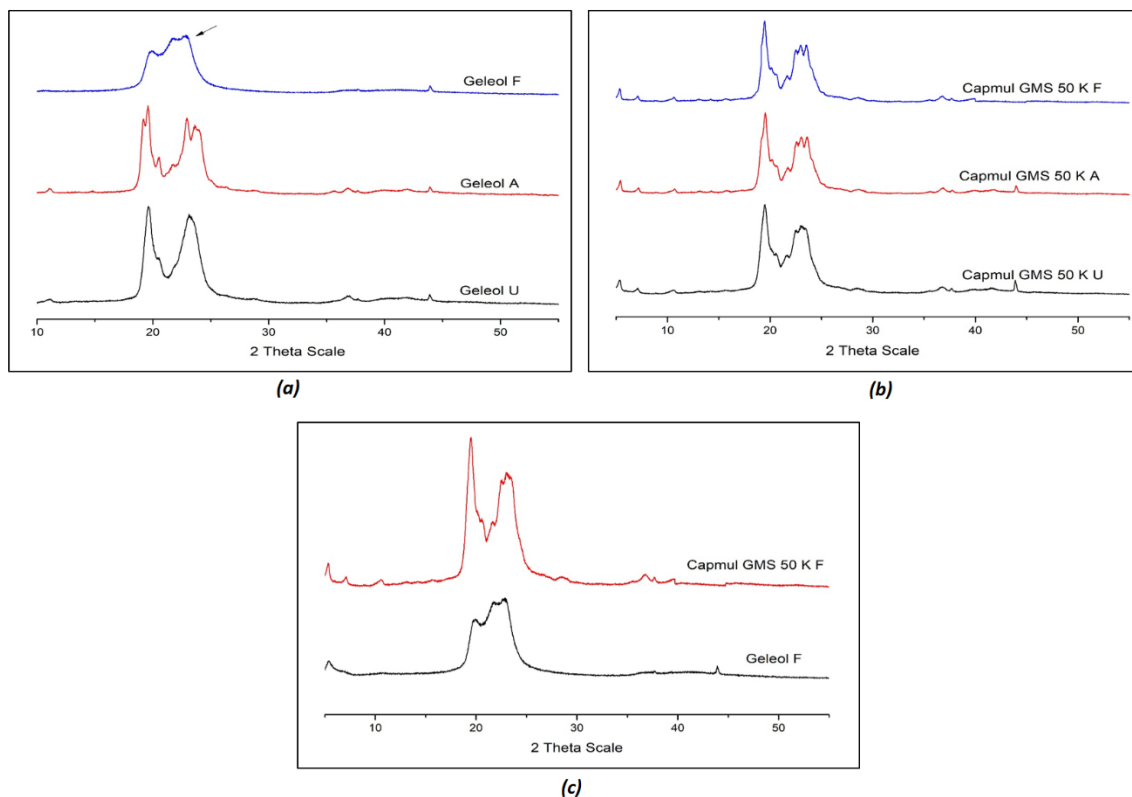 Geleol F
Geleol A
Geleol U
10 20 30 40 50
2 Theta Scale
(a)
Capmul GMS 50 K F
Capmul GMS 50 K A
Capmul GMS 50 K U
10 20 30 40 50
2 Theta Scale
(b)
Capmul GMS 50 K F
Geleol F
10 20 30 40 50
2 Theta Scale
(c)